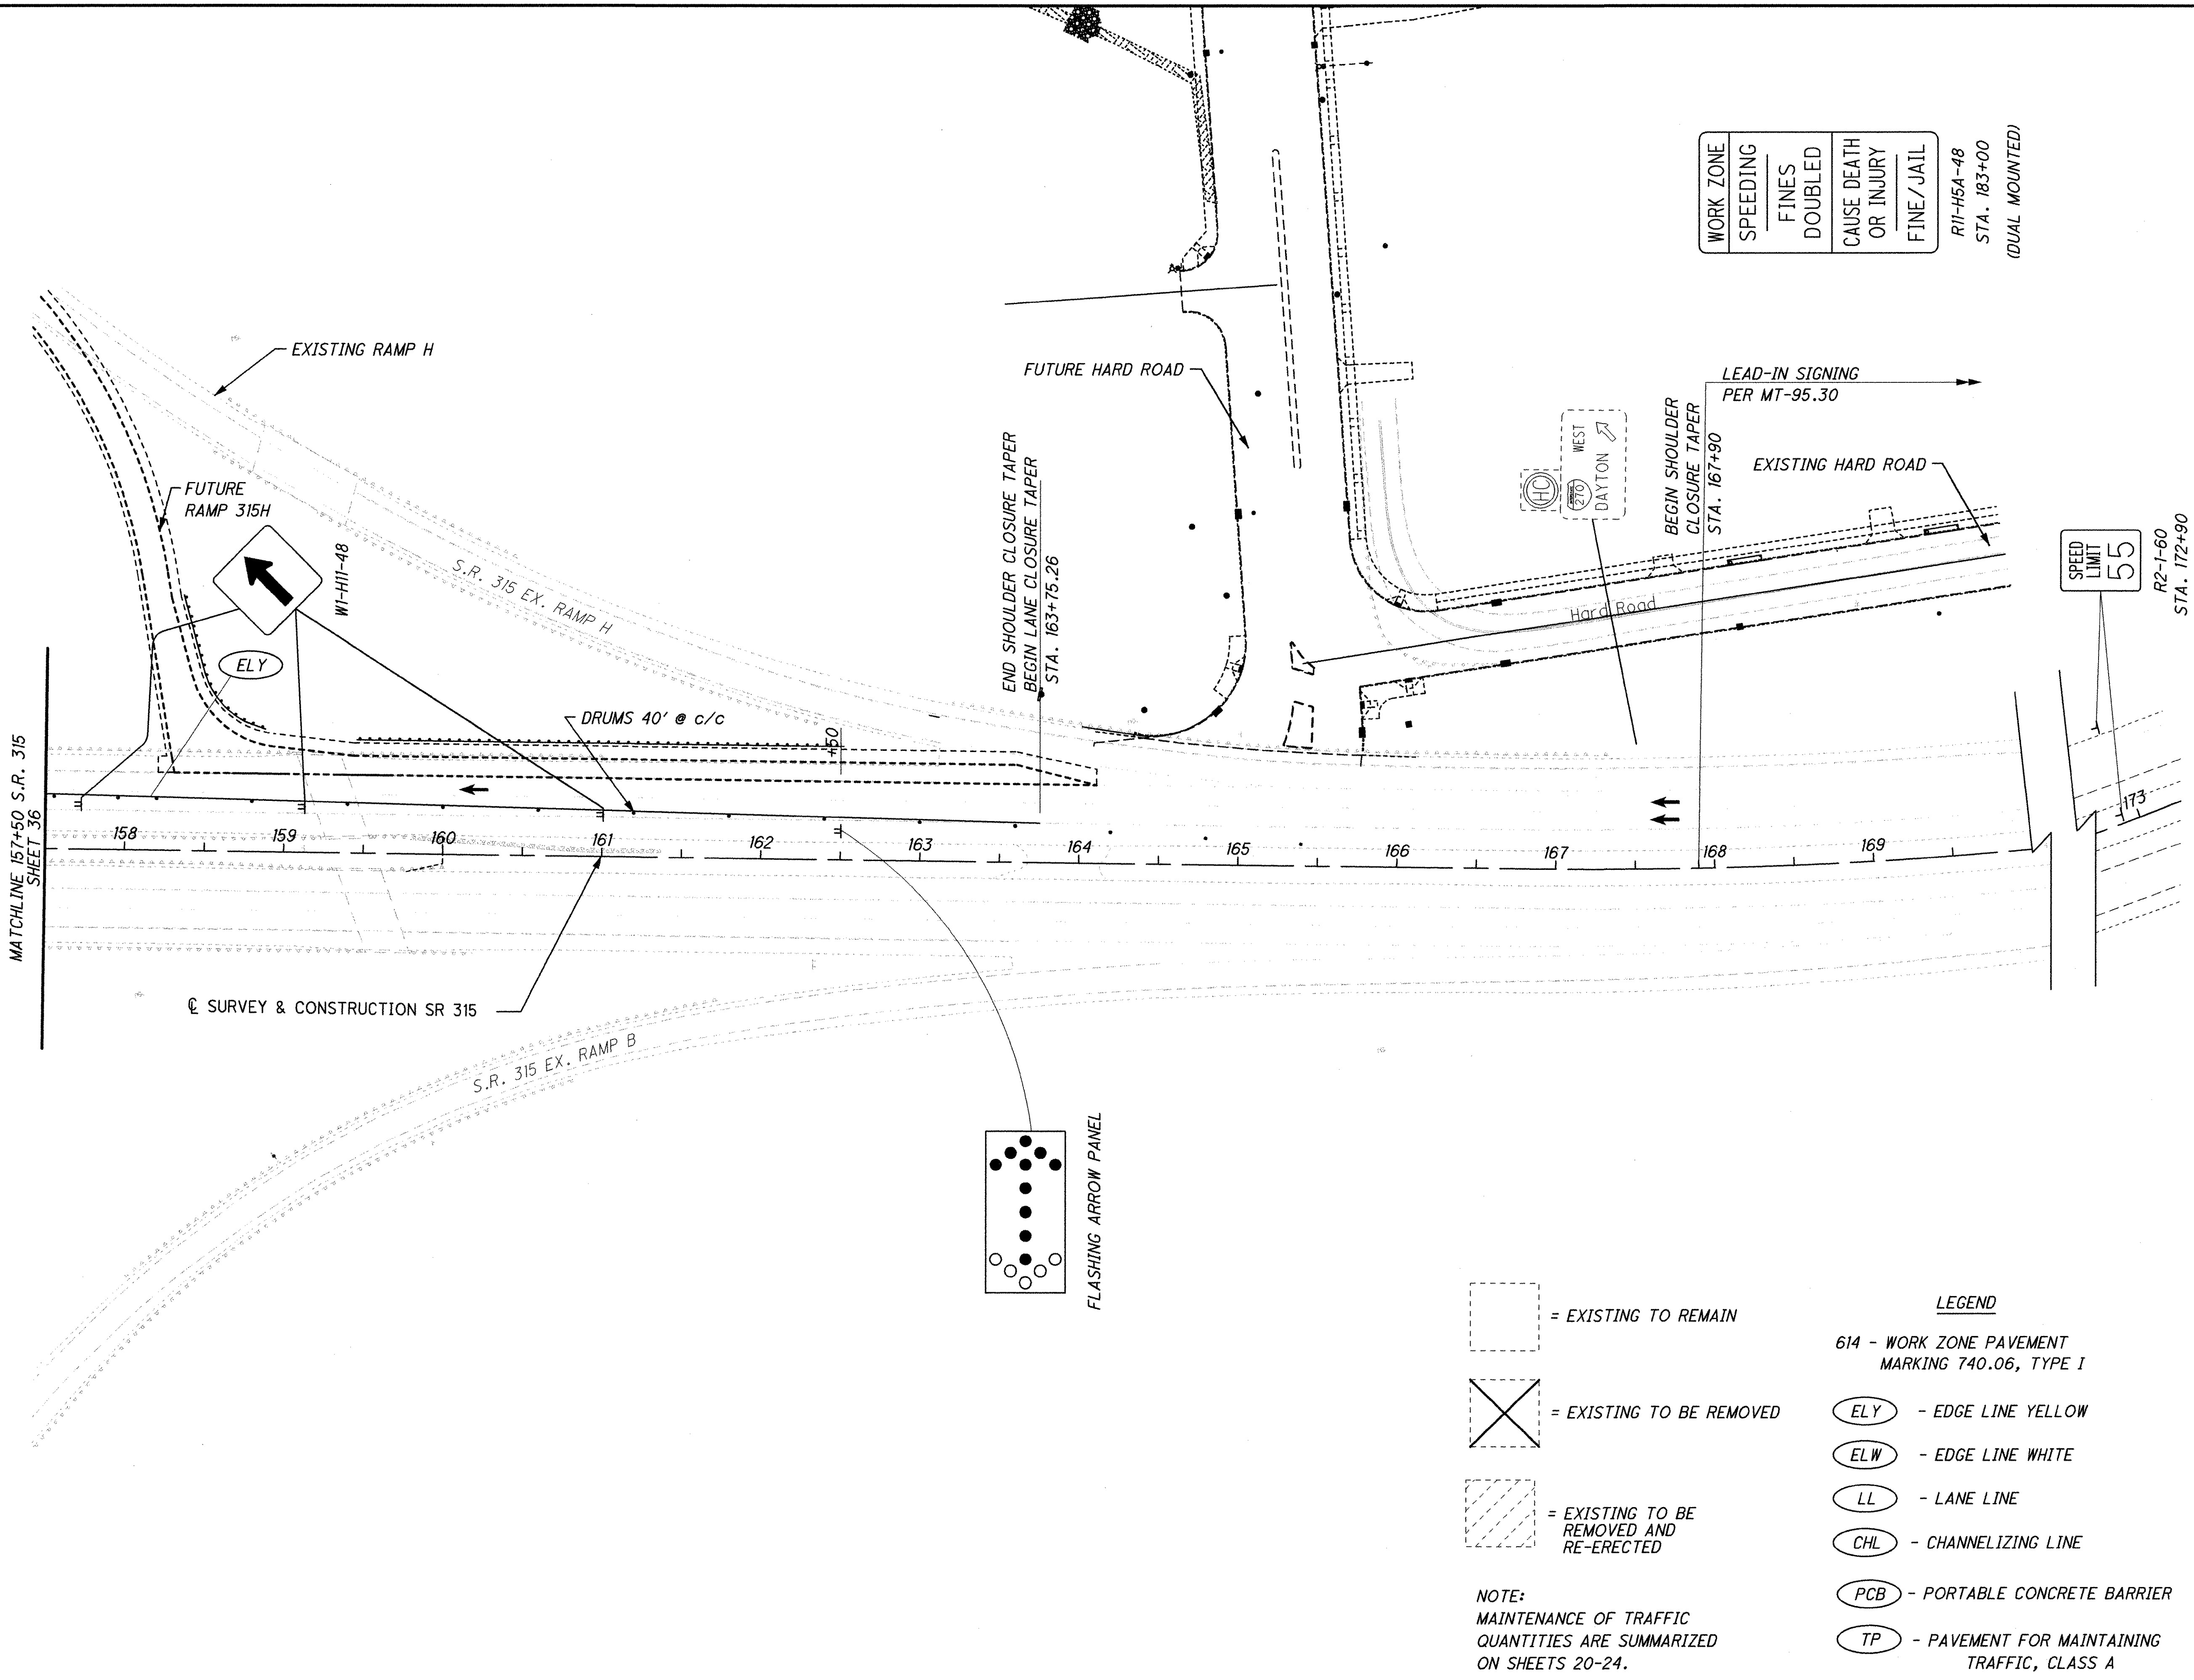 WORK ZONE
SPEEDING
FINES
DOUBLED
CAUSE DEATH
OR INJURY
FINE/JAIL
R11-H5A-48
STA. 183+00
(DUAL MOUNTED)
EXISTING RAMP H
FUTURE HARD ROAD
LEAD-IN SIGNING
PER MT-95.30
BEGIN SHOULDER
CLOSURE TAPER
STA. 167+90
HC
270
WEST
DAYTON
EXISTING HARD ROAD
SPEED
LIMIT
55
R2-1-60
STA. 172+90
FUTURE
RAMP 315H
W1-H11-48
S.R. 315 EX. RAMP H
END SHOULDER CLOSURE TAPER
BEGIN LANE CLOSURE TAPER
STA. 163+75.26
Hard Road
ELY
DRUMS 40' @ c/c
+50
MATCHLINE 157+50 S.R. 315
SHEET 36
158
159
160
161
162
163
164
165
166
167
168
169
173
℄ SURVEY & CONSTRUCTION SR 315
S.R. 315 EX. RAMP B
FLASHING ARROW PANEL
= EXISTING TO REMAIN
= EXISTING TO BE REMOVED
= EXISTING TO BE
REMOVED AND
RE-ERECTED
NOTE:
MAINTENANCE OF TRAFFIC
QUANTITIES ARE SUMMARIZED
ON SHEETS 20-24.
LEGEND
614 - WORK ZONE PAVEMENT
MARKING 740.06, TYPE I
ELY - EDGE LINE YELLOW
ELW - EDGE LINE WHITE
LL - LANE LINE
CHL - CHANNELIZING LINE
PCB - PORTABLE CONCRETE BARRIER
TP - PAVEMENT FOR MAINTAINING
TRAFFIC, CLASS A